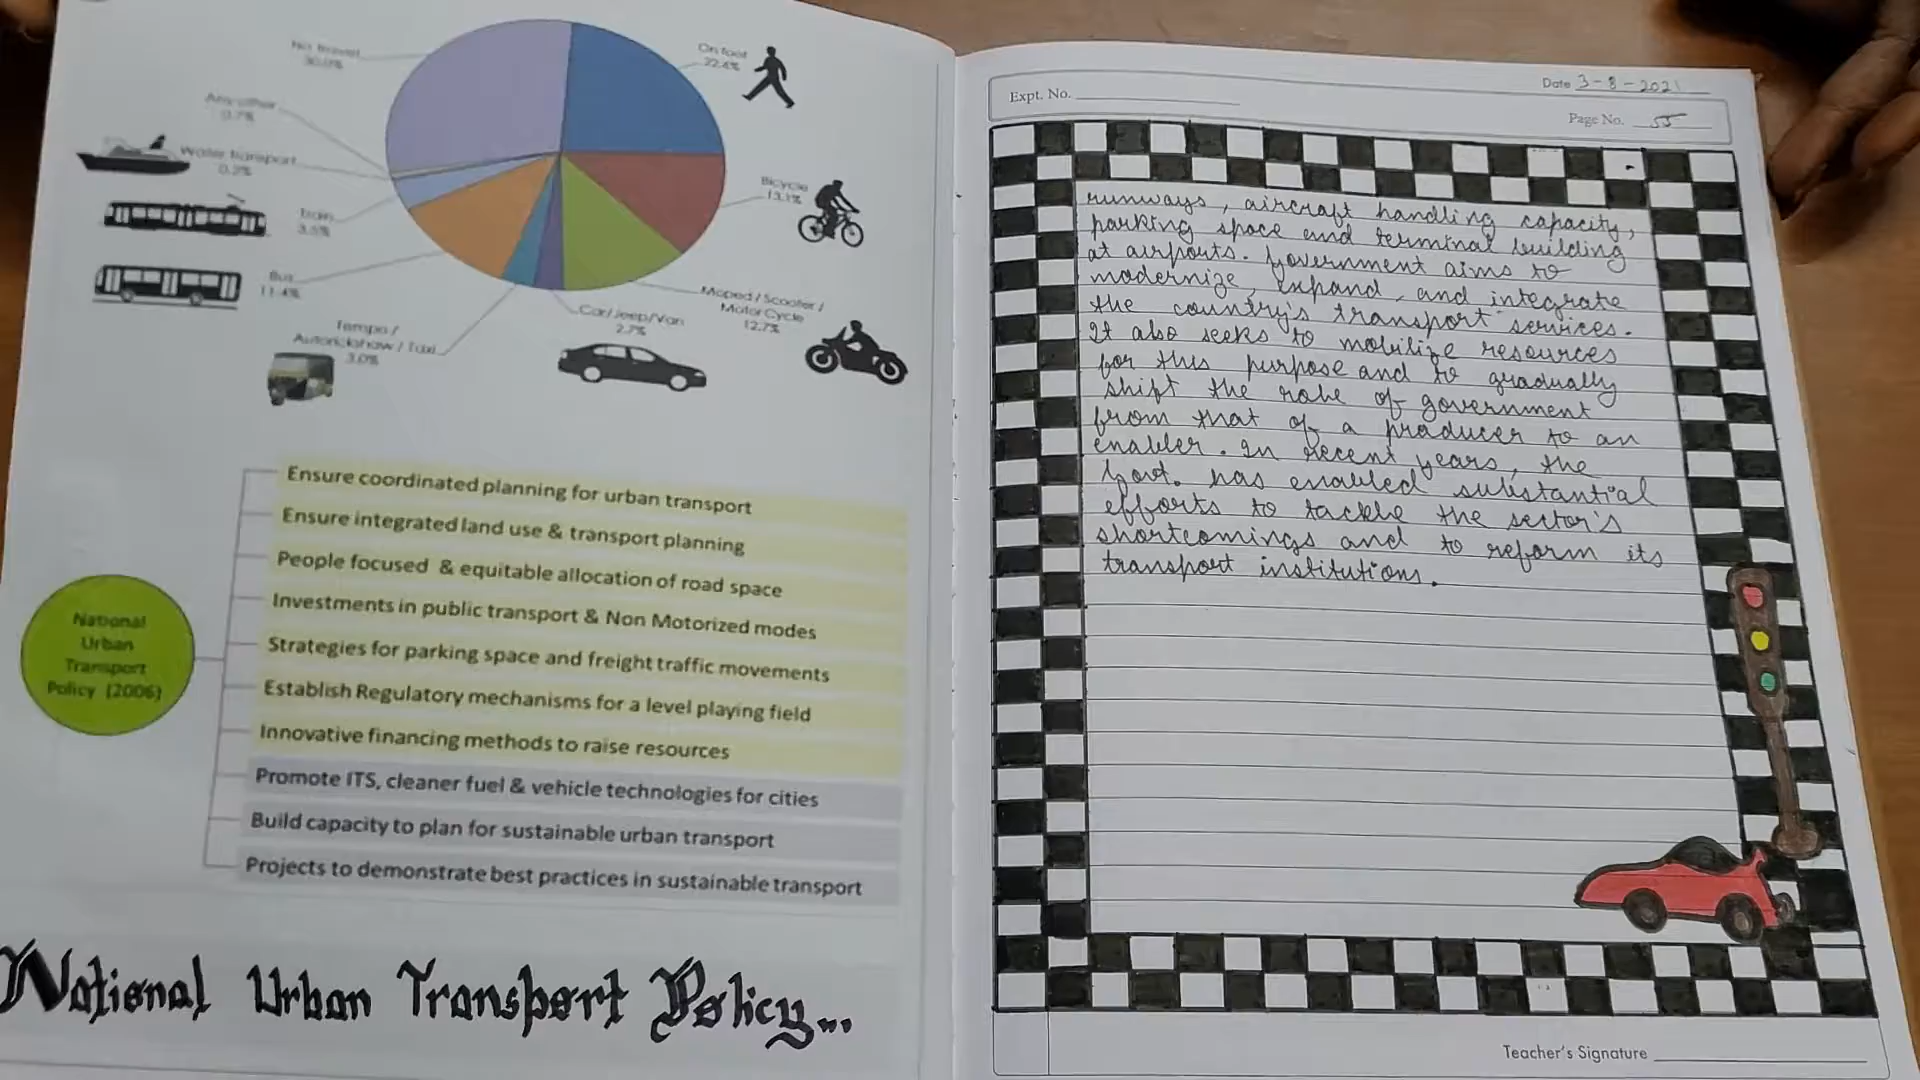 No travel
30.0%
On foot
22.4%
Any other
0.7%
Water transport
0.2%
Bicycle
13.1%
Train
3.5%
Bus
11.4%
Moped / Scooter /
MotorCycle
12.7%
Car/Jeep/Van
2.7%
Tempo /
Autorickshaw / Taxi
3.0%
National
Urban
Transport
Policy (2006)
Ensure coordinated planning for urban transport
Ensure integrated land use & transport planning
People focused & equitable allocation of road space
Investments in public transport & Non Motorized modes
Strategies for parking space and freight traffic movements
Establish Regulatory mechanisms for a level playing field
Innovative financing methods to raise resources
Promote ITS, cleaner fuel & vehicle technologies for cities
Build capacity to plan for sustainable urban transport
Projects to demonstrate best practices in sustainable transport
National Urban Transport Policy...
Date 3-8-2021
Expt. No.
Page No. 55
runways, aircraft handling capacity,
parking space and terminal building
at airports. Government aims to
modernize, expand, and integrate
the country's transport services.
It also seeks to mobilize resources
for this purpose and to gradually
shift the role of government
from that of a producer to an
enabler. In recent years, the
Govt. has enabled substantial
efforts to tackle the sector's
shortcomings and to reform its
transport institutions.
Teacher's Signature